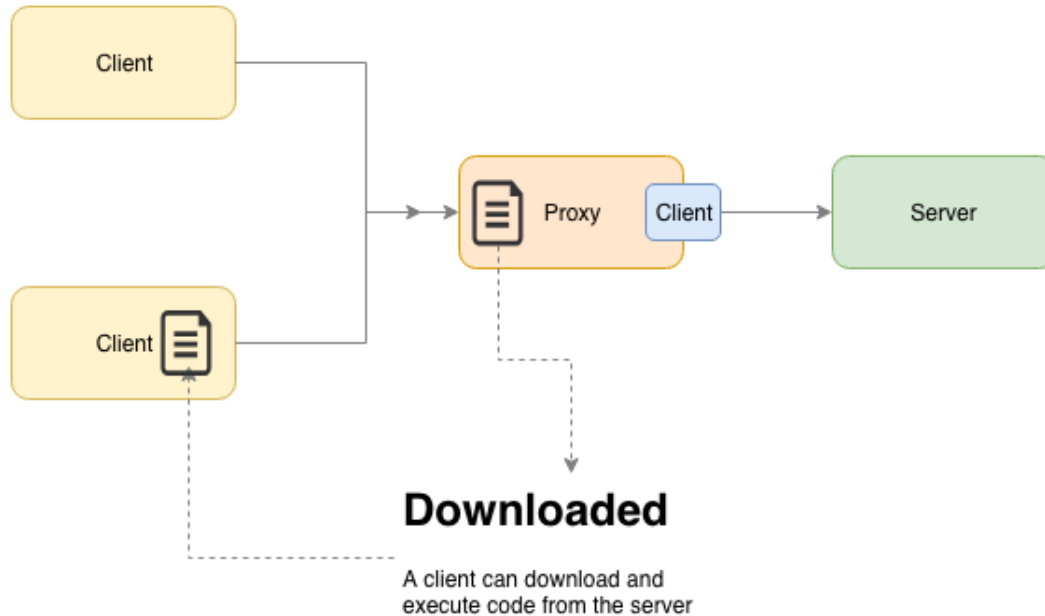 Client
Proxy
Client
Server
Client
Downloaded
A client can download and
execute code from the server